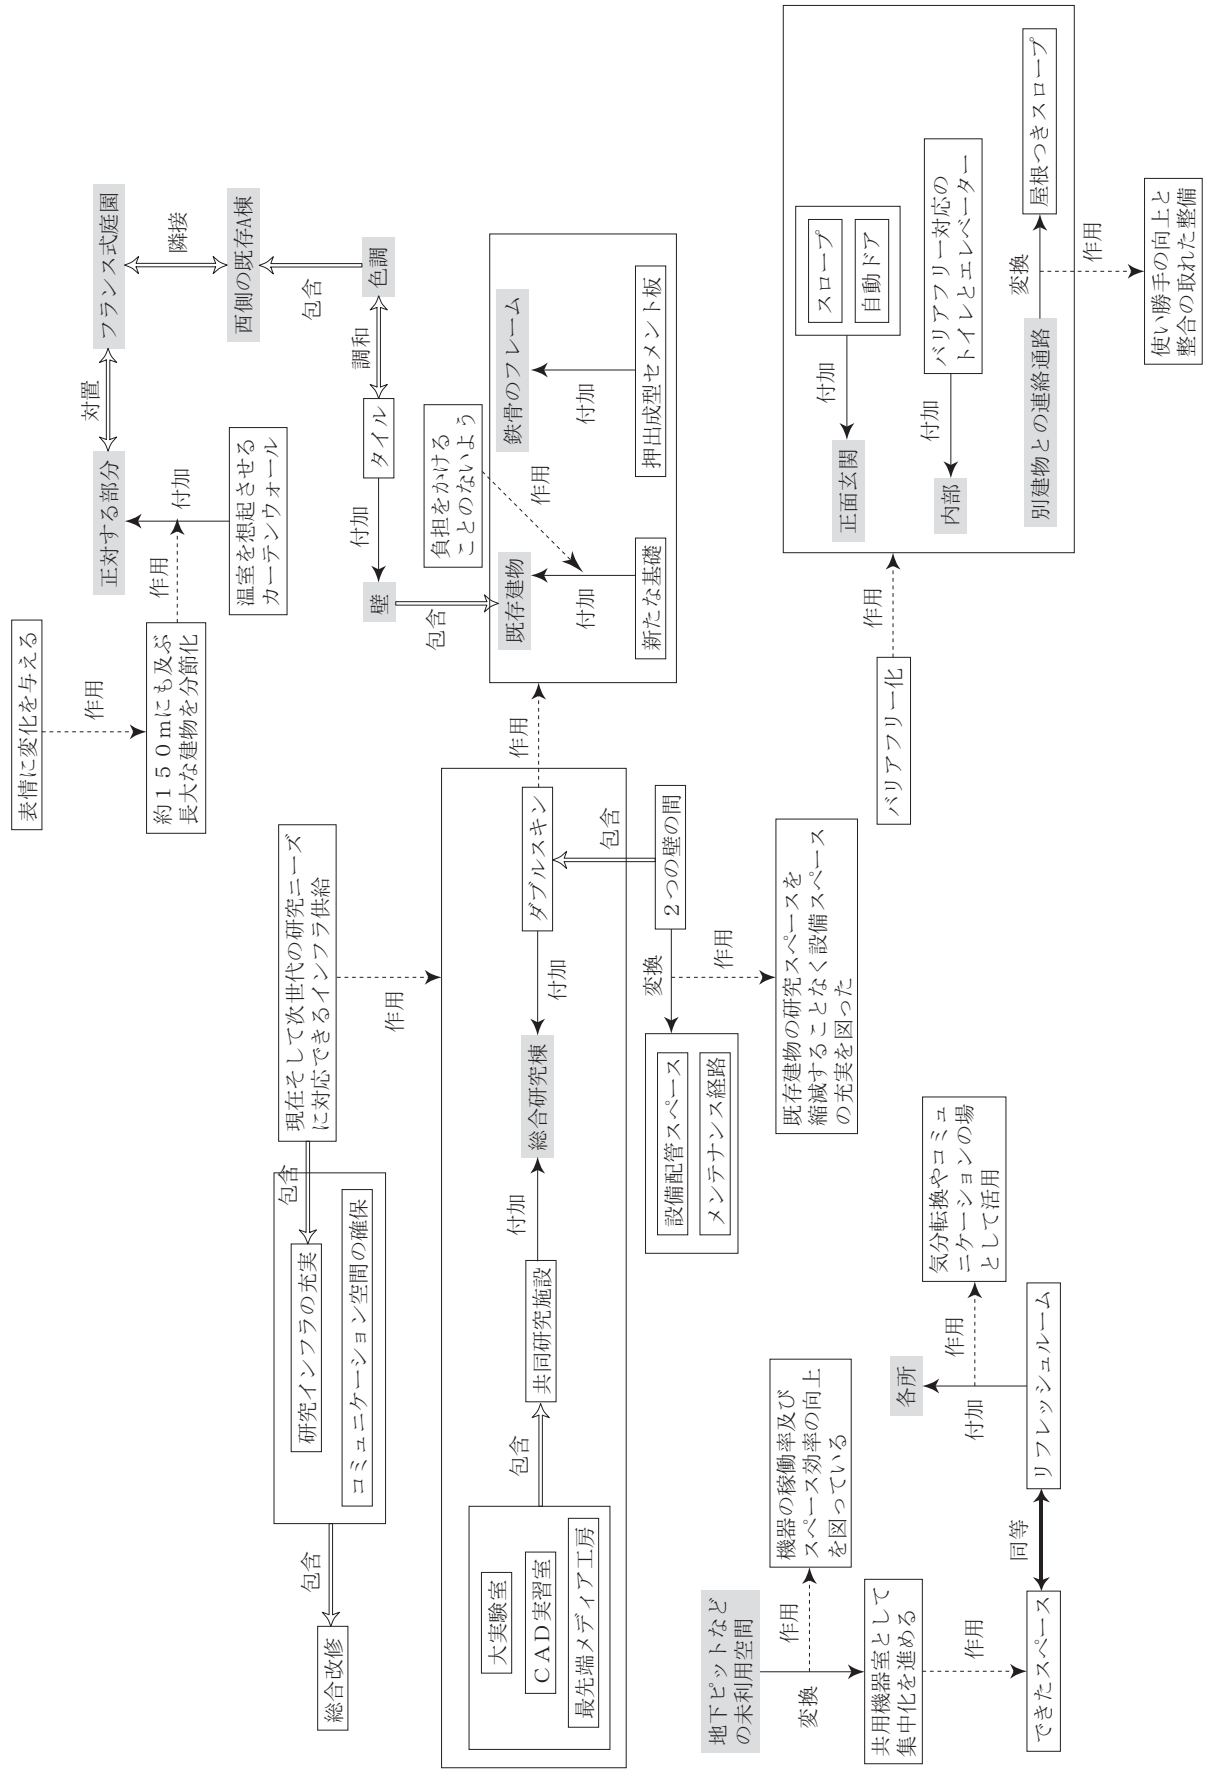 表情に変化を与える
作用
約１５０ｍにも及ぶ
長大な建物を分節化
作用
正対する部分
付加
温室を想起させる
カーテンウォール
対置
フランス式庭園
隣接
西側の既存A棟
包含
色調
調和
タイル
付加
壁
包含
現在そして次世代の研究ニーズ
に対応できるインフラ供給
包含
研究インフラの充実
コミュニケーション空間の確保
包含
総合改修
作用
大実験室
ＣＡＤ実習室
最先端メディア工房
包含
共同研究施設
付加
総合研究棟
付加
ダブルスキン
作用
既存建物
付加
新たな基礎
負担をかける
ことのないよう
作用
鉄骨のフレーム
付加
押出成型セメント板
包含
２つの壁の間
変換
設備配管スペース
メンテナンス経路
作用
既存建物の研究スペースを
縮減することなく設備スペース
の充実を図った
地下ピットなど
の未利用空間
変換
作用
機器の稼働率及び
スペース効率の向上
を図っている
共用機器室として
集中化を進める
作用
できたスペース
同等
リフレッシュルーム
付加
各所
作用
気分転換やコミュ
ニケーションの場
として活用
バリアフリー化
作用
正面玄関
付加
スロープ
自動ドア
内部
付加
バリアフリー対応の
トイレとエレベーター
別建物との連絡通路
変換
屋根つきスロープ
作用
使い勝手の向上と
整合の取れた整備